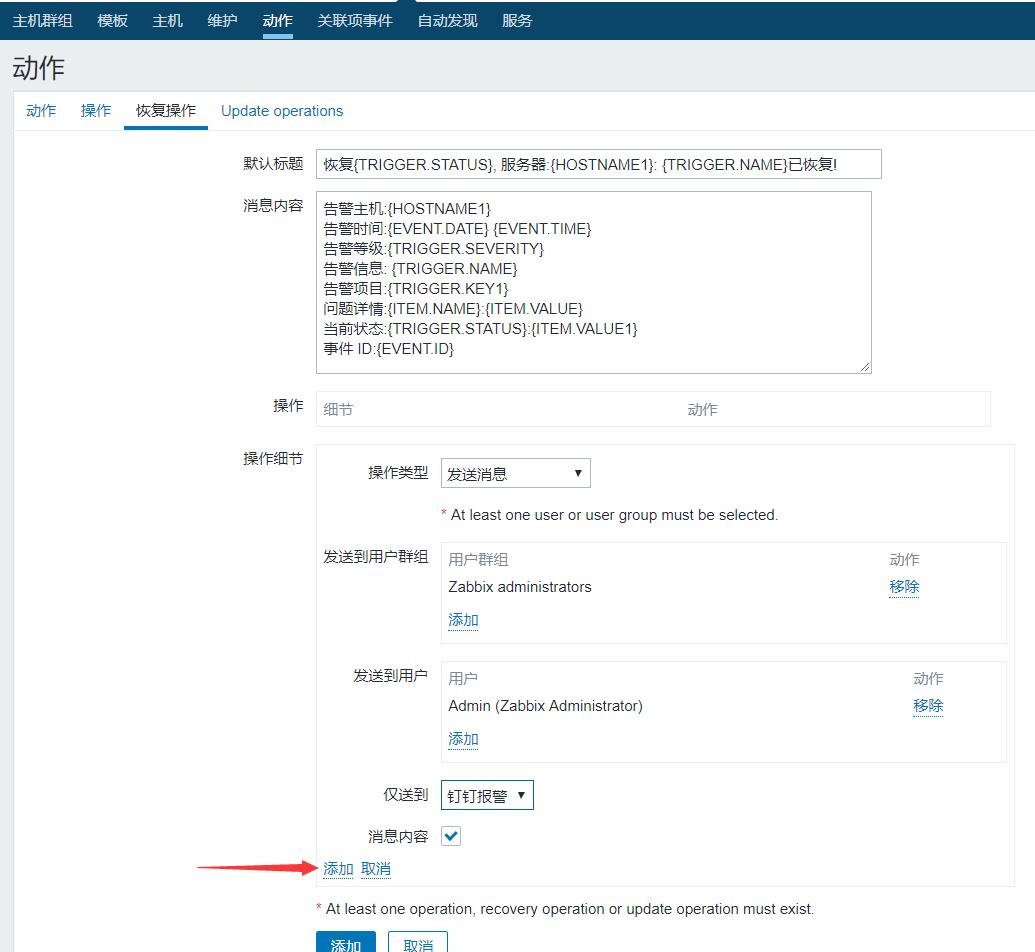 主机群组 模板 主机 维护 动作 关联项事件 自动发现 服务
动作
动作 操作 恢复操作 Update operations
默认标题 恢复{TRIGGER.STATUS}, 服务器:{HOSTNAME1}: {TRIGGER.NAME}已恢复!
消息内容 告警主机:{HOSTNAME1}
告警时间:{EVENT.DATE} {EVENT.TIME}
告警等级:{TRIGGER.SEVERITY}
告警信息: {TRIGGER.NAME}
告警项目:{TRIGGER.KEY1}
问题详情:{ITEM.NAME}:{ITEM.VALUE}
当前状态:{TRIGGER.STATUS}:{ITEM.VALUE1}
事件 ID:{EVENT.ID}
操作 细节 动作
操作细节
操作类型 发送消息
* At least one user or user group must be selected.
发送到用户群组 用户群组 动作
Zabbix administrators 移除
添加
发送到用户 用户 动作
Admin (Zabbix Administrator) 移除
添加
仅送到 钉钉报警
消息内容
添加 取消
* At least one operation, recovery operation or update operation must exist.
添加 取消